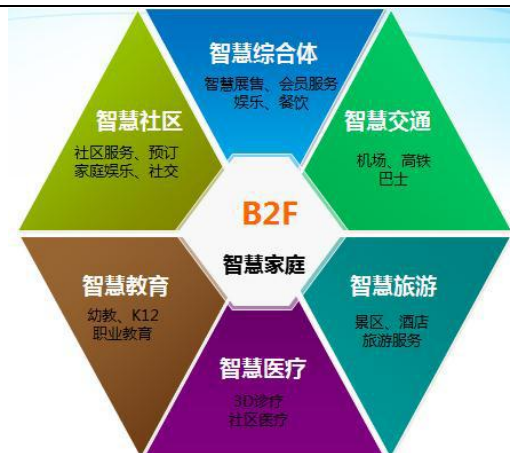 智慧综合体
智慧展售、会员服务
娱乐、餐饮
智慧社区
社区服务、预订
家庭娱乐、社交
智慧交通
机场、高铁
巴士
B2F
智慧家庭
智慧教育
幼教、K12
职业教育
智慧旅游
景区、酒店
旅游服务
智慧医疗
3D诊疗
社区医疗